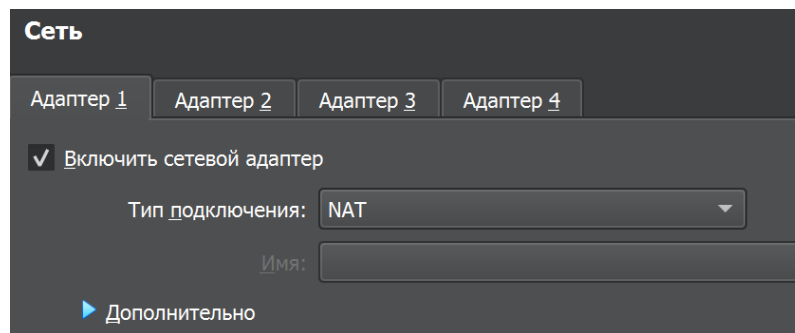 Сеть
Адаптер 1 Адаптер 2 Адаптер 3 Адаптер 4
Включить сетевой адаптер
Тип подключения: NAT
Имя:
Дополнительно